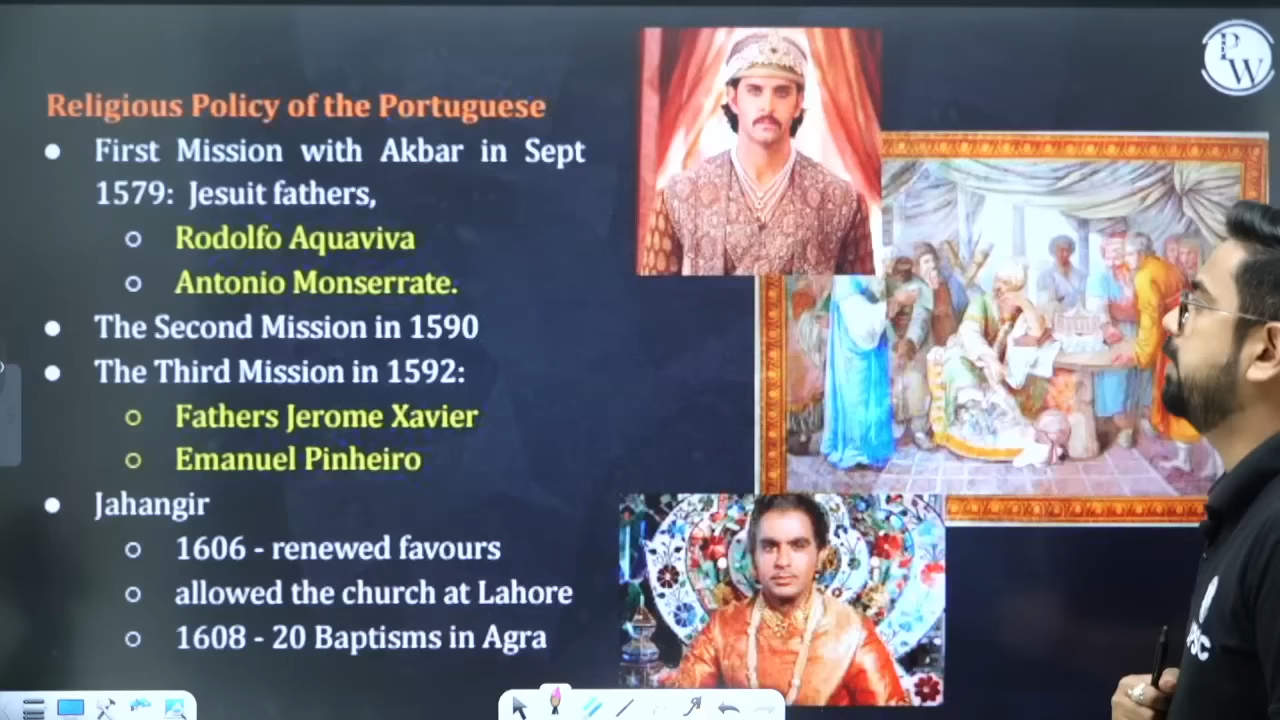 PW
Religious Policy of the Portuguese
● First Mission with Akbar in Sept
1579: Jesuit fathers,
○ Rodolfo Aquaviva
○ Antonio Monserrate.
● The Second Mission in 1590
● The Third Mission in 1592:
○ Fathers Jerome Xavier
○ Emanuel Pinheiro
● Jahangir
○ 1606 - renewed favours
○ allowed the church at Lahore
○ 1608 - 20 Baptisms in Agra